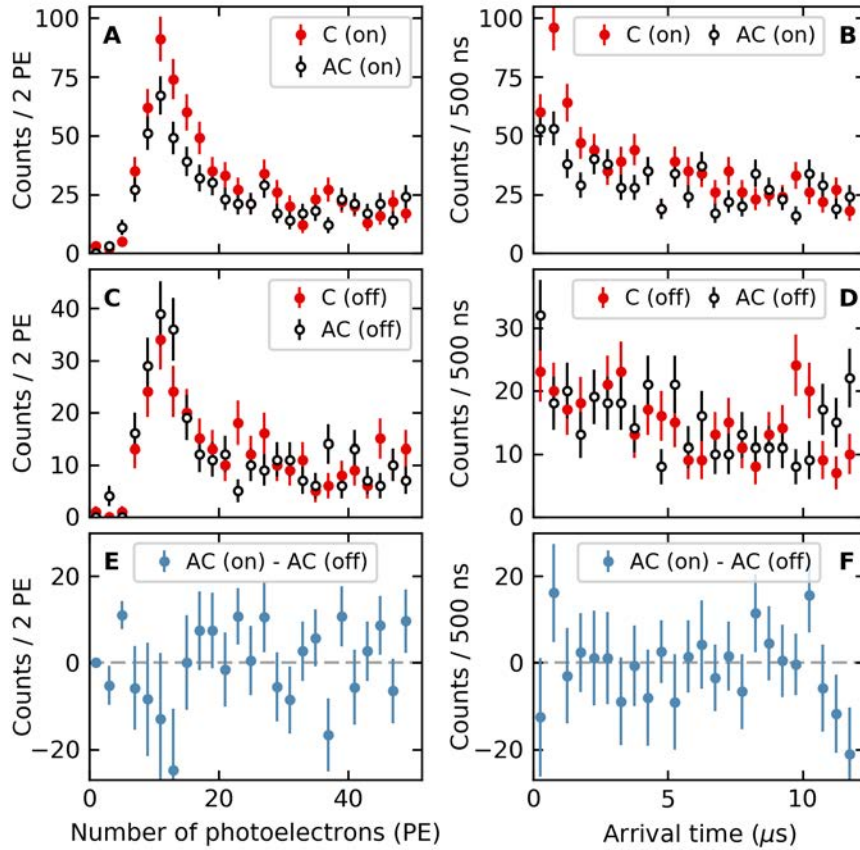 A
C (on)
AC (on)
Counts / 2 PE
100
75
50
25
0
B
C (on)
AC (on)
Counts / 500 ns
100
75
50
25
0
C
C (off)
AC (off)
Counts / 2 PE
40
30
20
10
0
D
C (off)
AC (off)
Counts / 500 ns
30
20
10
0
E
AC (on) - AC (off)
Counts / 2 PE
20
0
−20
0
20
40
Number of photoelectrons (PE)
F
AC (on) - AC (off)
Counts / 500 ns
20
0
−20
0
5
10
Arrival time (μs)